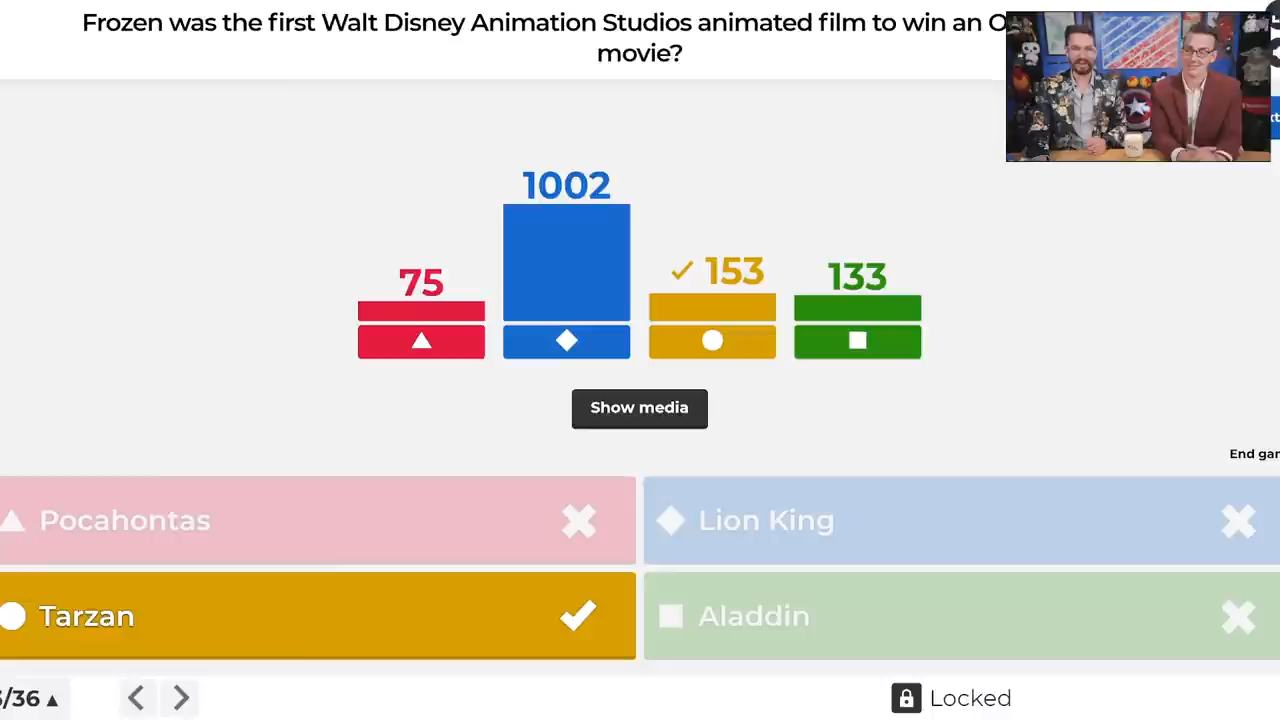 Frozen was the first Walt Disney Animation Studios animated film to win an
movie?
1002
75
153
133
Show media
End
Pocahontas
Lion King
Tarzan
Aladdin
/36
Locked